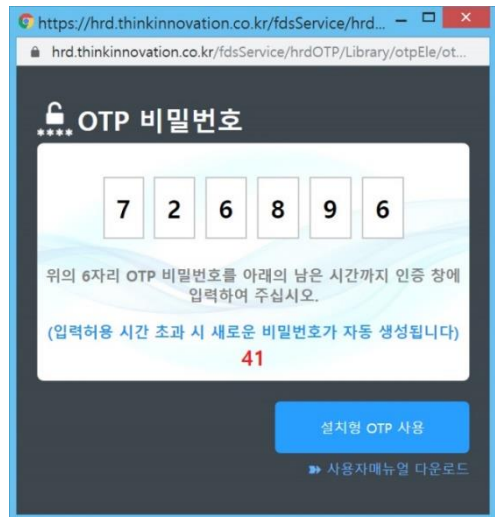 https://hrd.thinkinnovation.co.kr/fdsService/hrd...
hrd.thinkinnovation.co.kr/fdsService/hrdOTP/Library/otpEle/ot...
**** OTP 비밀번호
7 2 6 8 9 6
위의 6자리 OTP 비밀번호를 아래의 남은 시간까지 인증 창에
입력하여 주십시오.
(입력허용 시간 초과 시 새로운 비밀번호가 자동 생성됩니다)
41
설치형 OTP 사용
사용자매뉴얼 다운로드